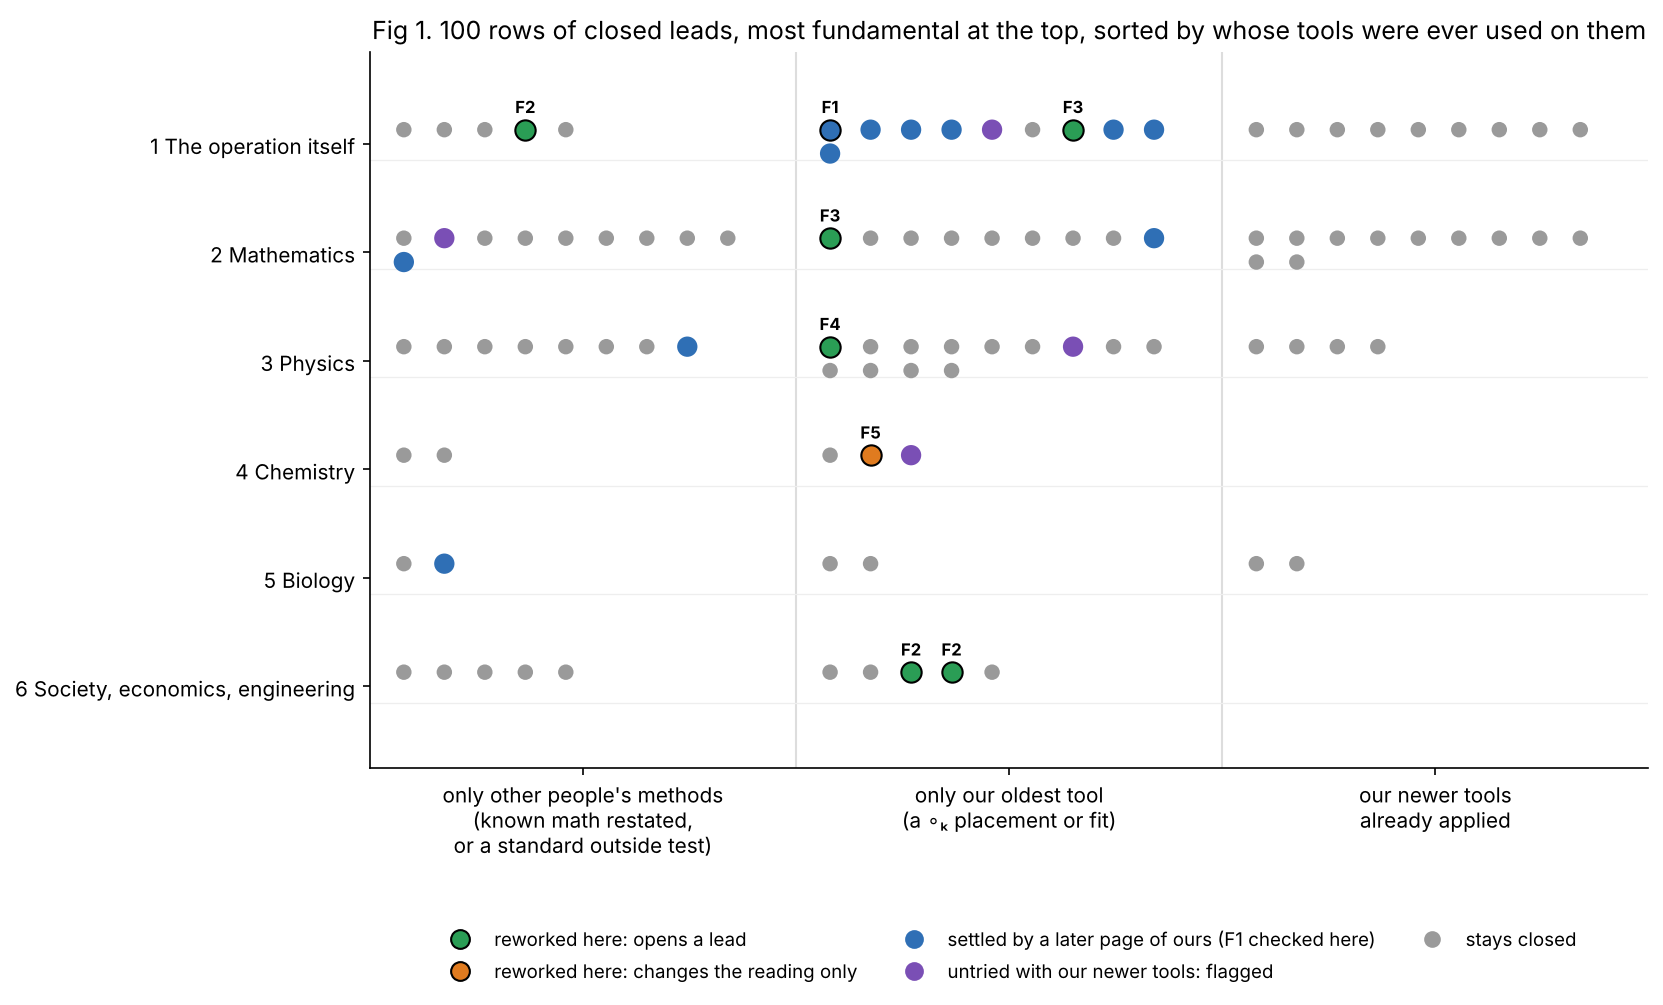 Fig 1. 100 rows of closed leads, most fundamental at the top, sorted by whose tools were ever used on them
F2
F1
F3
1 The operation itself
F3
2 Mathematics
F4
3 Physics
F5
4 Chemistry
5 Biology
F2
F2
6 Society, economics, engineering
only other people's methods
(known math restated,
or a standard outside test)
only our oldest tool
(a ∘ₖ placement or fit)
our newer tools
already applied
reworked here: opens a lead
reworked here: changes the reading only
settled by a later page of ours (F1 checked here)
untried with our newer tools: flagged
stays closed